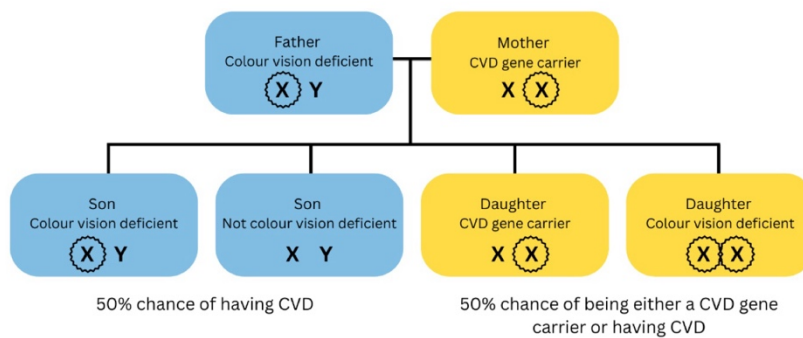 Father
Colour vision deficient
X Y
Mother
CVD gene carrier
X X
Son
Colour vision deficient
X Y
Son
Not colour vision deficient
X Y
Daughter
CVD gene carrier
X X
Daughter
Colour vision deficient
X X
50% chance of having CVD
50% chance of being either a CVD gene
carrier or having CVD